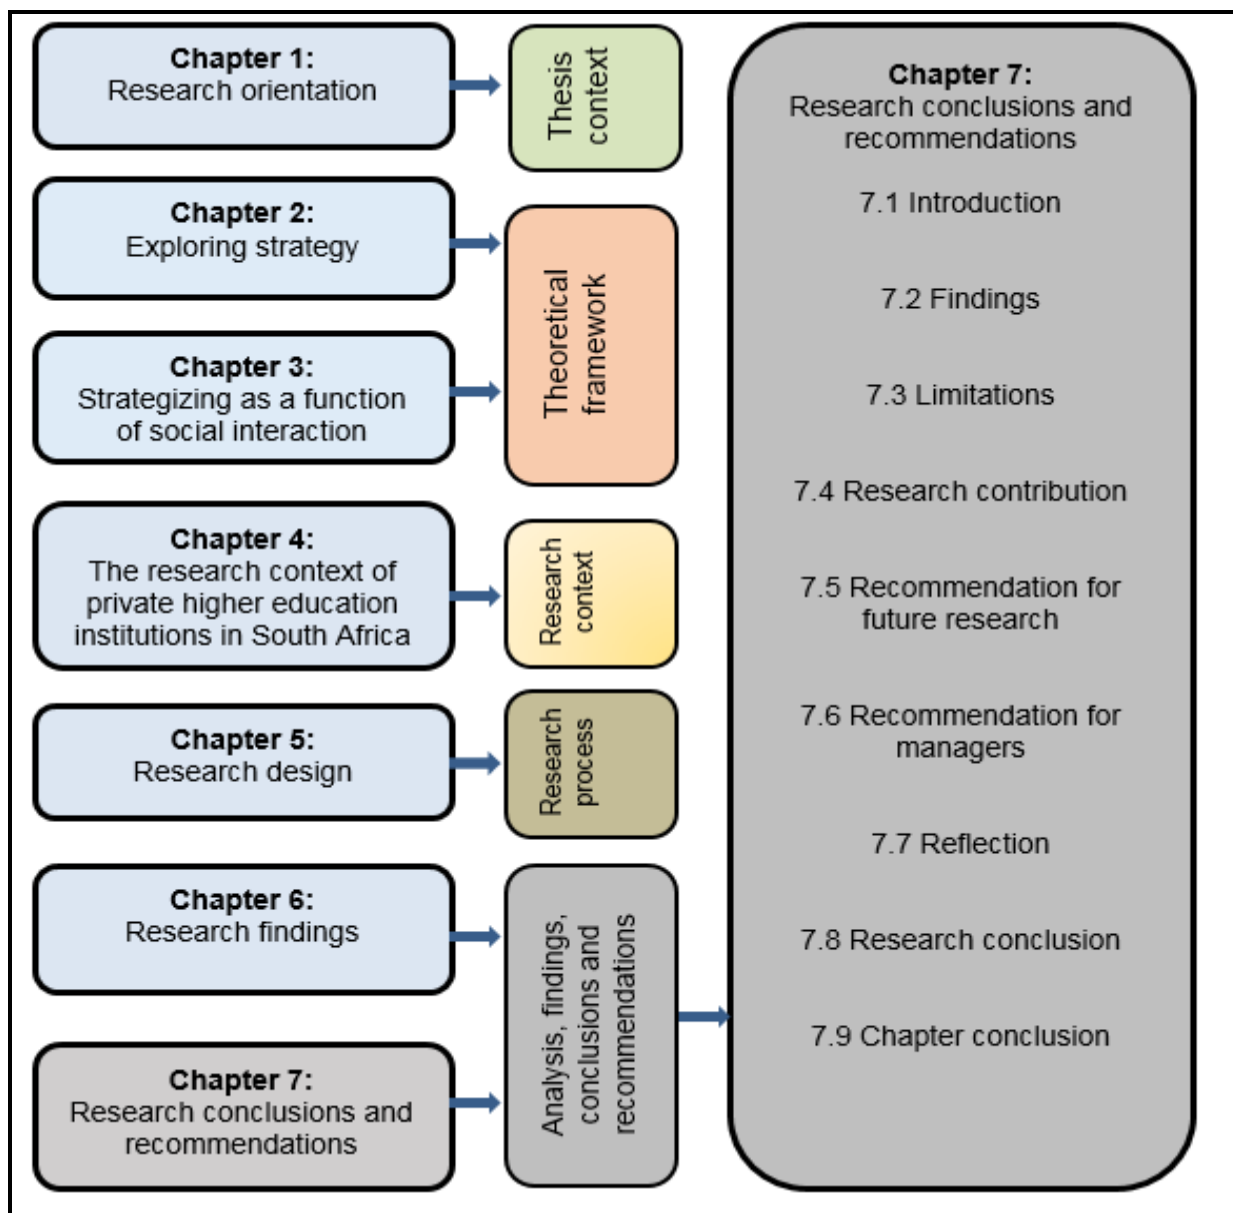 Chapter 1:
Research orientation
Thesis
context
Chapter 2:
Exploring strategy
Chapter 3:
Strategizing as a function
of social interaction
Theoretical
framework
Chapter 4:
The research context of
private higher education
institutions in South Africa
Research
context
Chapter 5:
Research design
Research
process
Chapter 6:
Research findings
Chapter 7:
Research conclusions and
recommendations
Analysis, findings,
conclusions and
recommendations
Chapter 7:
Research conclusions and
recommendations
7.1 Introduction
7.2 Findings
7.3 Limitations
7.4 Research contribution
7.5 Recommendation for
future research
7.6 Recommendation for
managers
7.7 Reflection
7.8 Research conclusion
7.9 Chapter conclusion